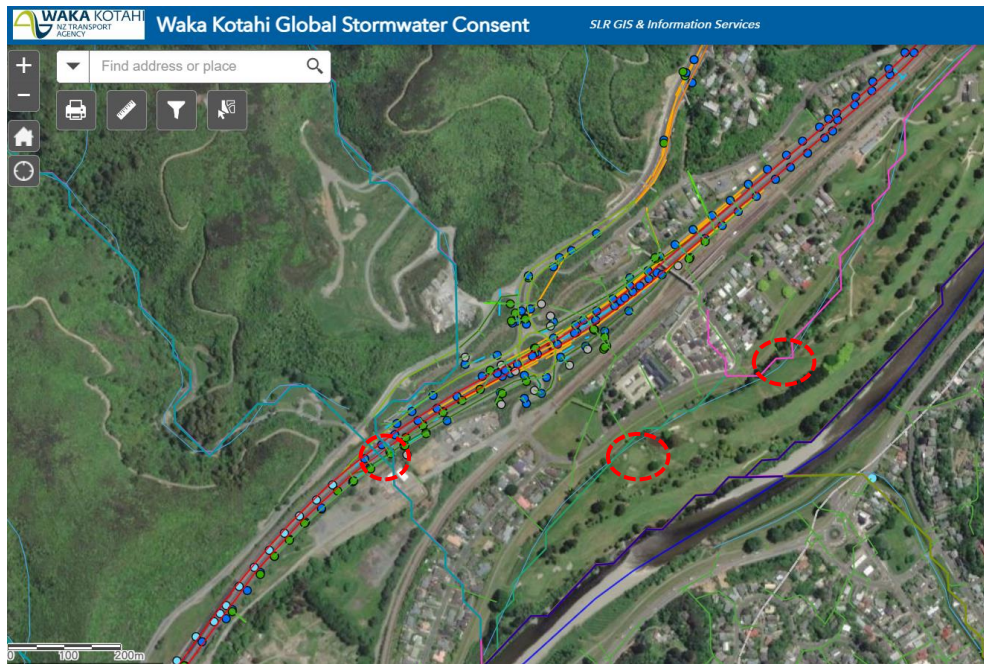 WAKA KOTAHI
NZ TRANSPORT
AGENCY
Waka Kotahi Global Stormwater Consent
SLR GIS & Information Services
+
Find address or place
−
0 100 200m